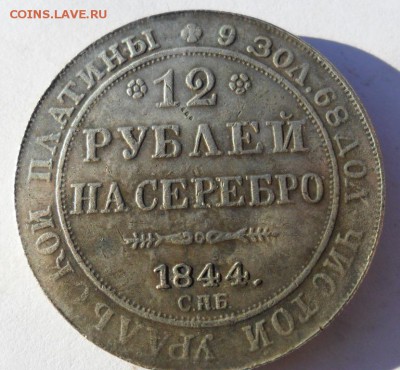 COINS.LAVE.RU
9 ЗОЛ. 68 ДОЛ ЧИСТОЙ УРАЛЬСКОЙ ПЛАТИНЫ
12
РУБЛЕЙ
НА СЕРЕБРО
1844.
СПБ